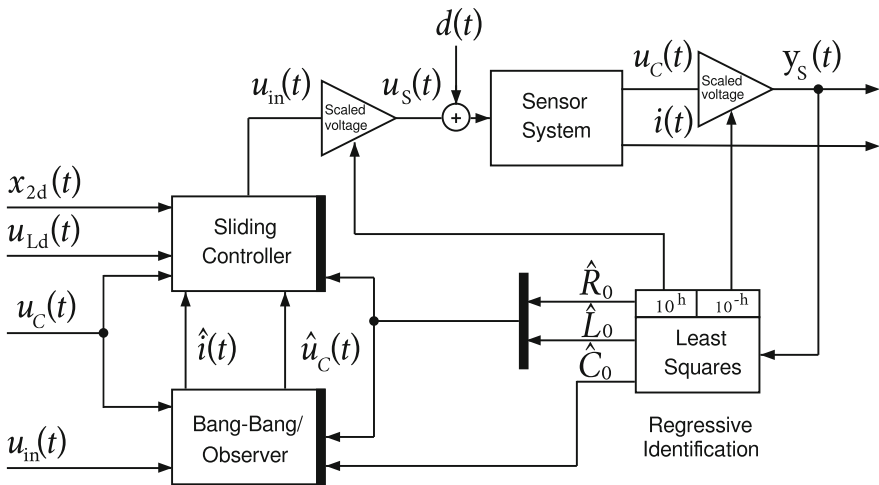 d(t)
u_in(t)
Scaled
voltage
u_S(t)
+
Sensor
System
u_C(t)
Scaled
voltage
y_S(t)
i(t)
x_2d(t)
u_Ld(t)
Sliding
Controller
u_C(t)
î(t)
û_C(t)
R̂_0
L̂_0
Ĉ_0
10^h
10^-h
Least
Squares
u_in(t)
Bang-Bang/
Observer
Regressive
Identification